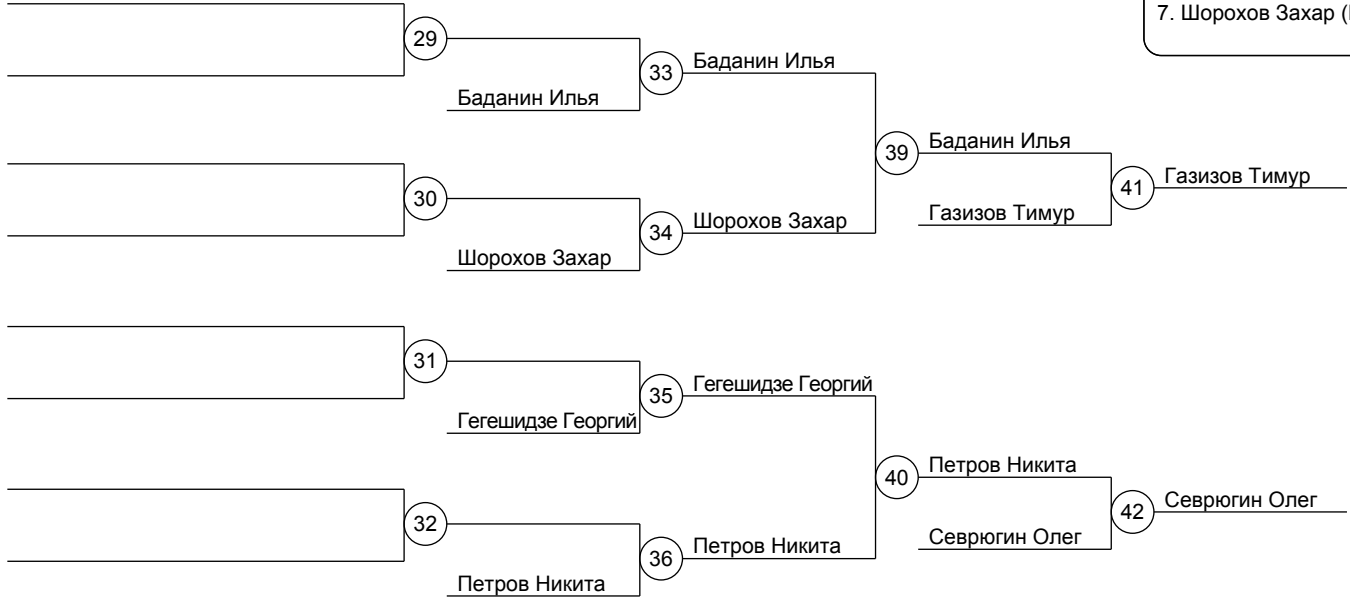 7. Шорохов Захар (
29
Баданин Илья
33
Баданин Илья
Баданин Илья
39
Газизов Тимур
41
30
Газизов Тимур
Шорохов Захар
34
Шорохов Захар
31
Гегешидзе Георгий
35
Гегешидзе Георгий
Петров Никита
40
Севрюгин Олег
42
32
Севрюгин Олег
Петров Никита
36
Петров Никита